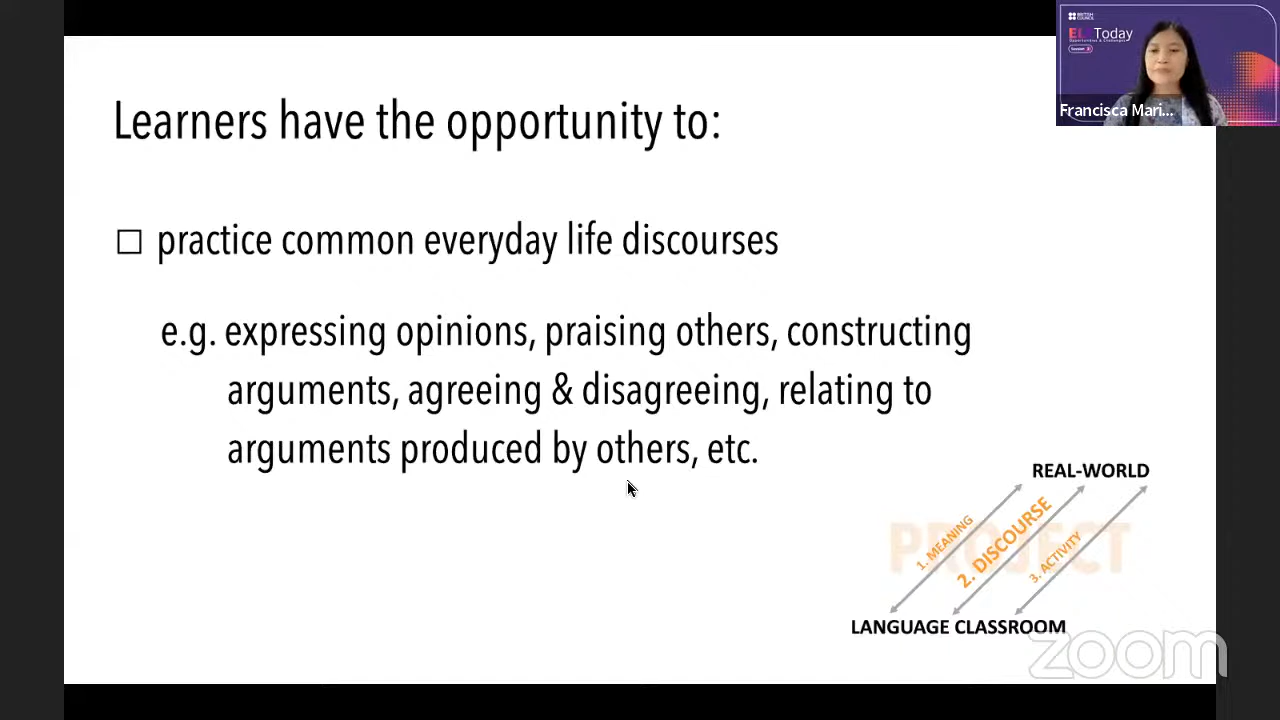 Learners have the opportunity to:
☐ practice common everyday life discourses
e.g. expressing opinions, praising others, constructing
arguments, agreeing & disagreeing, relating to
arguments produced by others, etc.
REAL-WORLD
PROJECT
1. MEANING
2. DISCOURSE
3. ACTIVITY
LANGUAGE CLASSROOM
zoom
BRITISH
COUNCIL
Today
Francisca Mari...